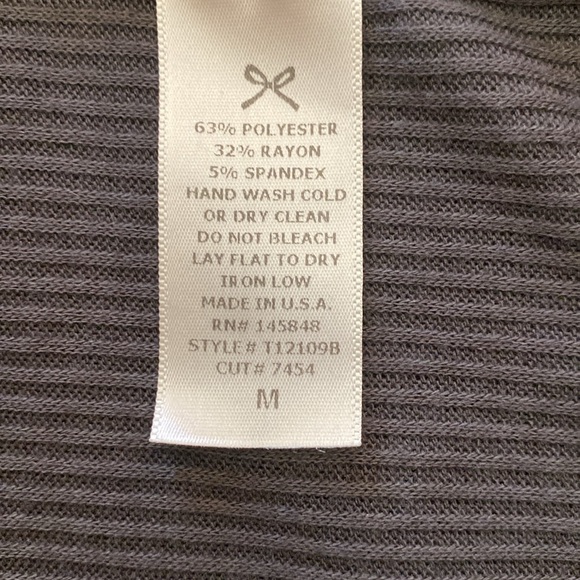 63% POLYESTER
32% RAYON
5% SPANDEX
HAND WASH COLD
OR DRY CLEAN
DO NOT BLEACH
LAY FLAT TO DRY
IRON LOW
MADE IN U.S.A.
RN# 145848
STYLE# T12109B
CUT# 7454
M